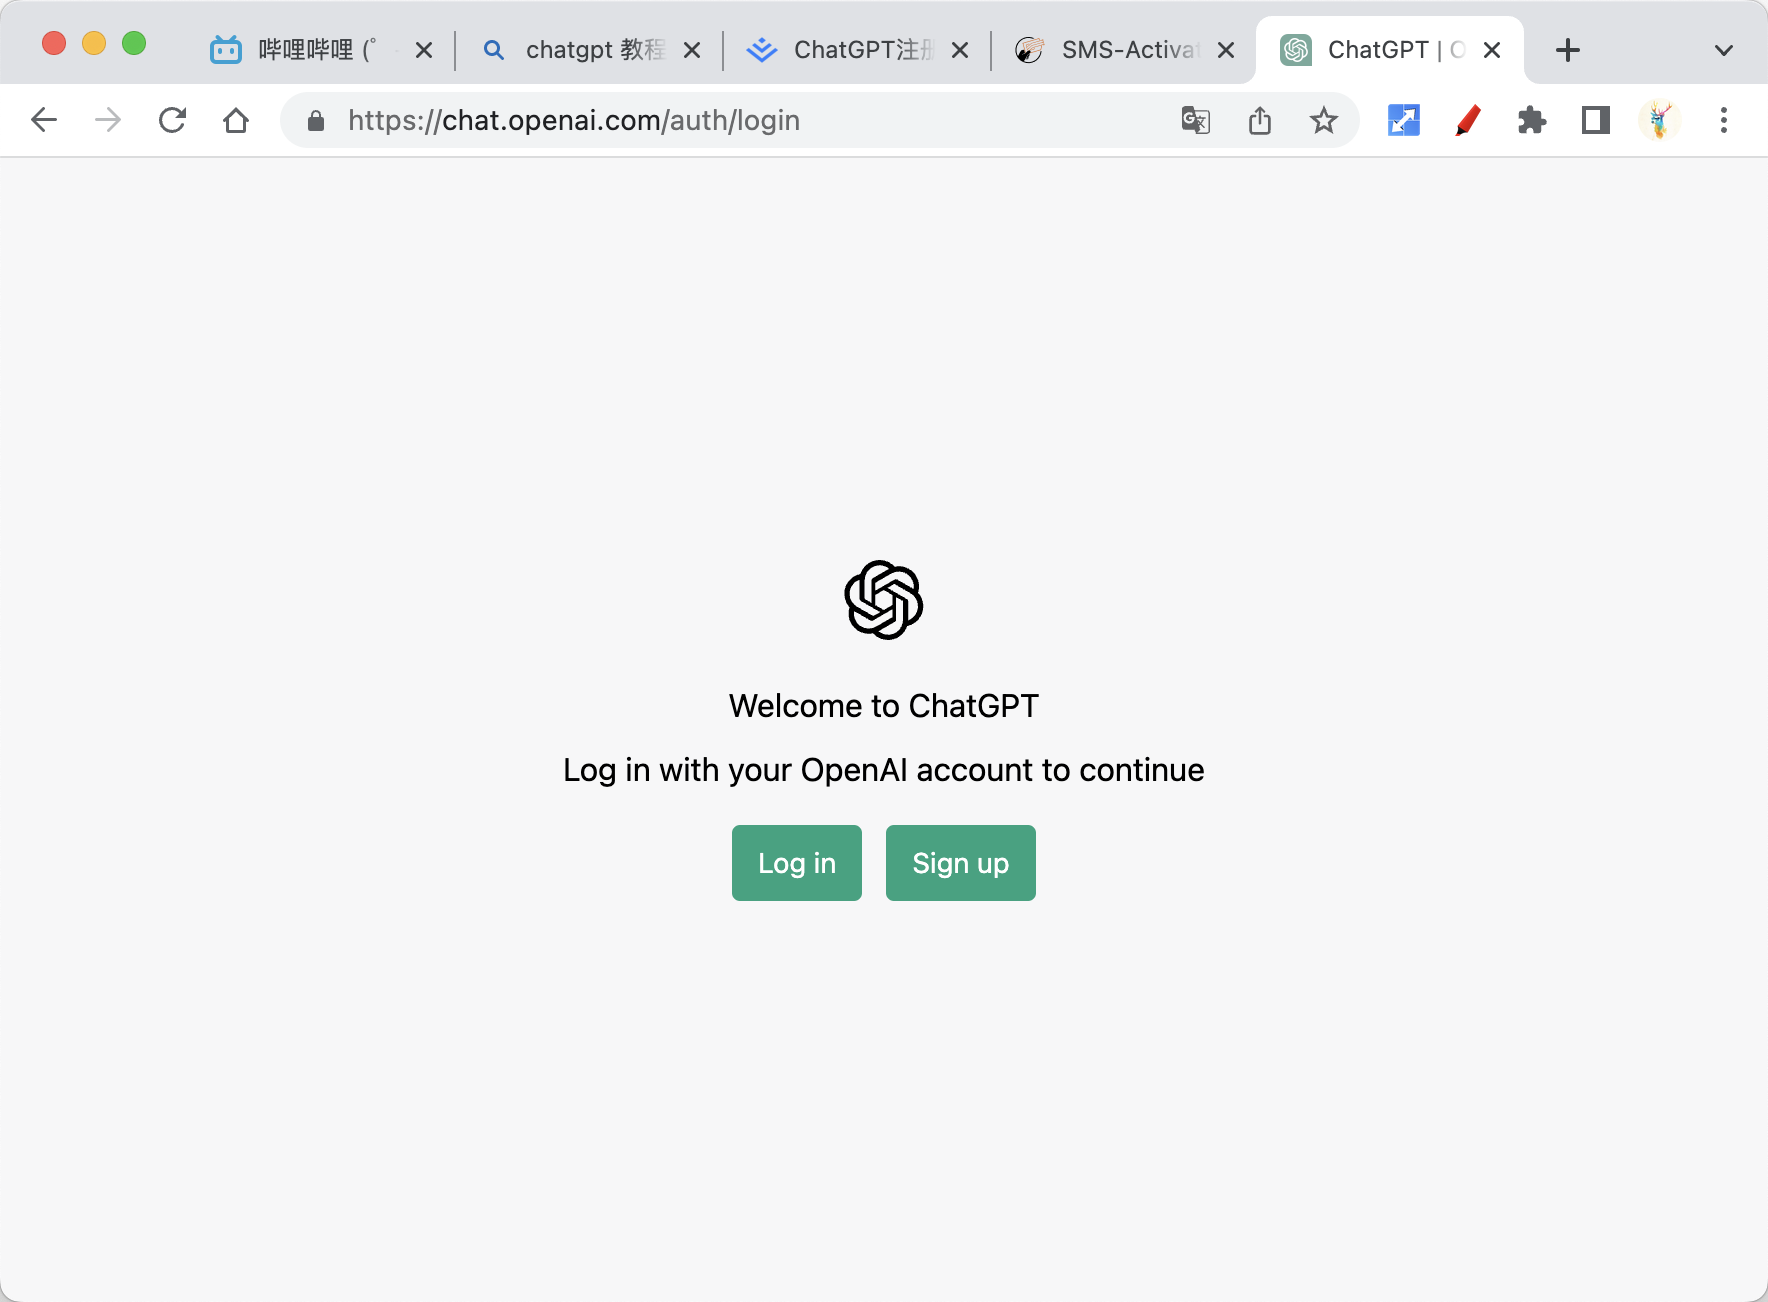 哔哩哔哩 (゜-
chatgpt 教程
ChatGPT注册
SMS-Activat
ChatGPT | O
https://chat.openai.com/auth/login
Welcome to ChatGPT
Log in with your OpenAI account to continue
Log in
Sign up